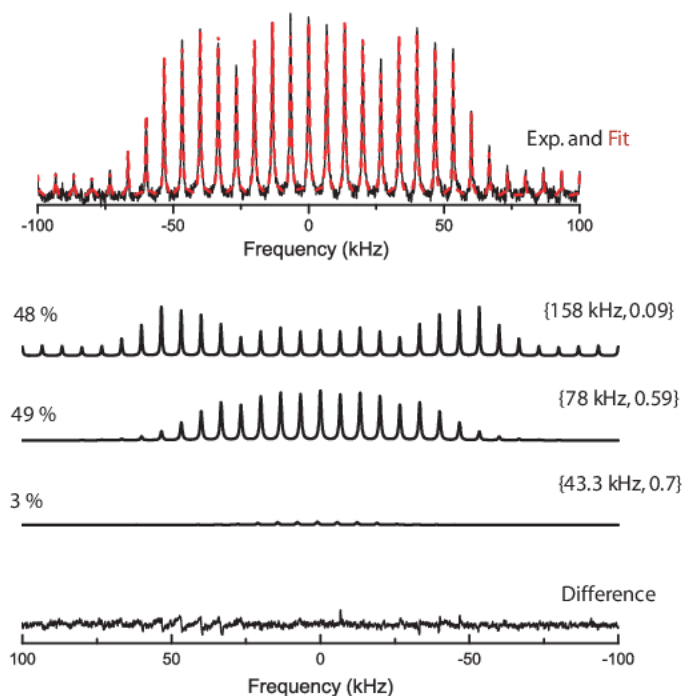 Exp. and Fit
-100 -50 0 50 100
Frequency (kHz)
48 % {158 kHz, 0.09}
49 % {78 kHz, 0.59}
3 % {43.3 kHz, 0.7}
Difference
100 50 0 -50 -100
Frequency (kHz)